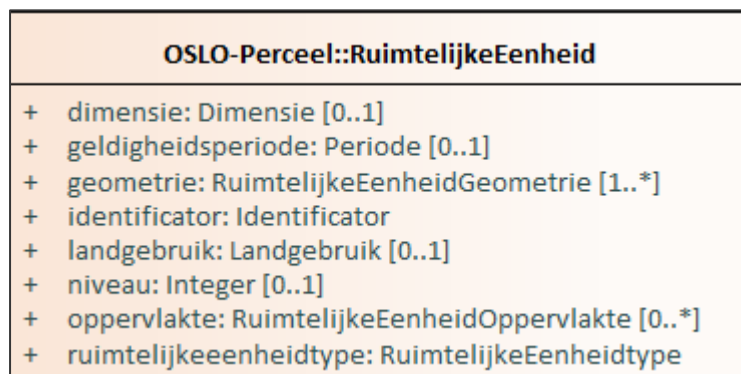 OSLO-Perceel::RuimtelijkeEenheid
+ dimensie: Dimensie [0..1]
+ geldigheidsperiode: Periode [0..1]
+ geometrie: RuimtelijkeEenheidGeometrie [1..*]
+ identificator: Identificator
+ landgebruik: Landgebruik [0..1]
+ niveau: Integer [0..1]
+ oppervlakte: RuimtelijkeEenheidOppervlakte [0..*]
+ ruimtelijkeeenheidtype: RuimtelijkeEenheidtype